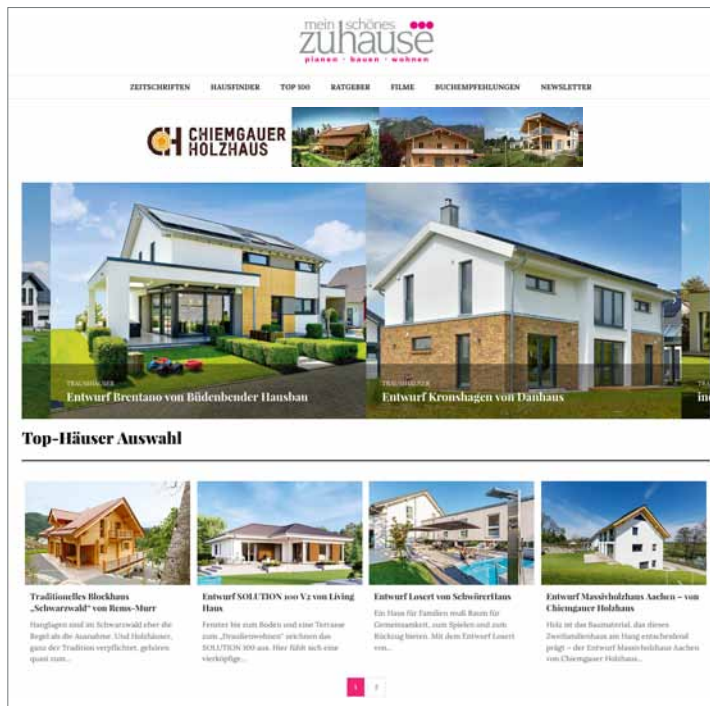 mein schönes
zuhause
planen · bauen · wohnen
ZEITSCHRIFTEN HAUSFINDER TOP 100 RATGEBER FILME BUCHEMPFEHLUNGEN NEWSLETTER
CH CHIEMGAUER
HOLZHAUS
TRAUMHÄUSER
Entwurf Brentano von Büdenbender Hausbau
TRAUMHÄUSER
Entwurf Kronshagen von Danhaus
Top-Häuser Auswahl
Traditionelles Blockhaus
„Schwarzwald“ von Rems-Murr
Hanglagen sind im Schwarzwald eher die
Regel als die Ausnahme. Und Holzhäuser,
ganz der Tradition verpflichtet, gehören
quasi zum...
Entwurf SOLUTION 100 V2 von Living
Haus
Fenster bis zum Boden und eine Terrasse
zum „Draußenwohnen“ zeichnen das
SOLUTION 100 aus. Hier fühlt sich eine
vierköpfige...
Entwurf Losert von SchwörerHaus
Ein Haus für Familien muß Raum für
Gemeinsamkeit, zum Spielen und zum
Rückzug bieten. Mit dem Entwurf Losert
von...
Entwurf Massivholzhaus Aachen – von
Chiemgauer Holzhaus
Holz ist das Baumaterial, das dieses
Zweifamilienhaus am Hang entscheidend
prägt – der Entwurf Massivholzhaus Aachen
von Chiemgauer Holzhaus...
1 2